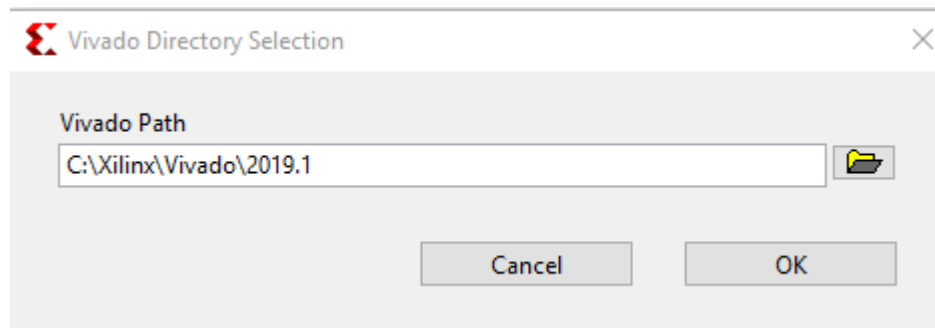 Vivado Directory Selection
Vivado Path
C:\Xilinx\Vivado\2019.1
Cancel
OK